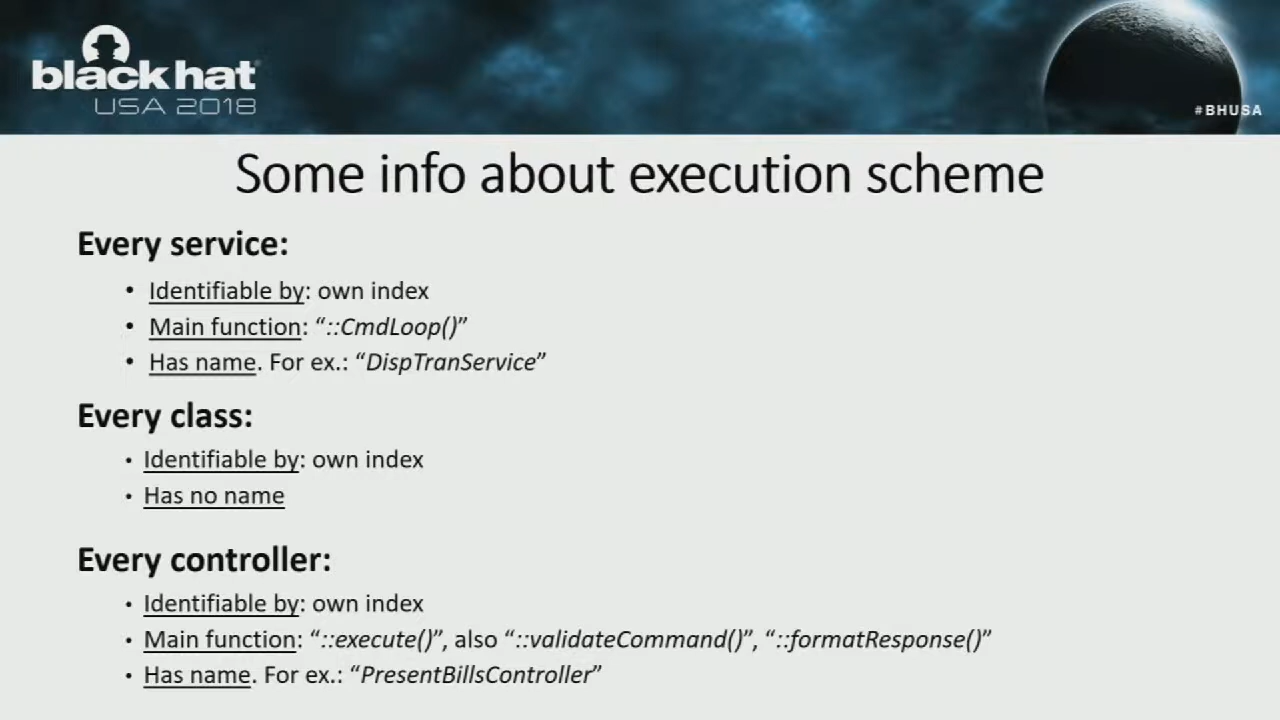 black hat
USA 2018
#BHUSA
Some info about execution scheme
Every service:
• Identifiable by: own index
• Main function: “::CmdLoop()”
• Has name. For ex.: “DispTranService”
Every class:
• Identifiable by: own index
• Has no name
Every controller:
• Identifiable by: own index
• Main function: “::execute()”, also “::validateCommand()”, “::formatResponse()”
• Has name. For ex.: “PresentBillsController”